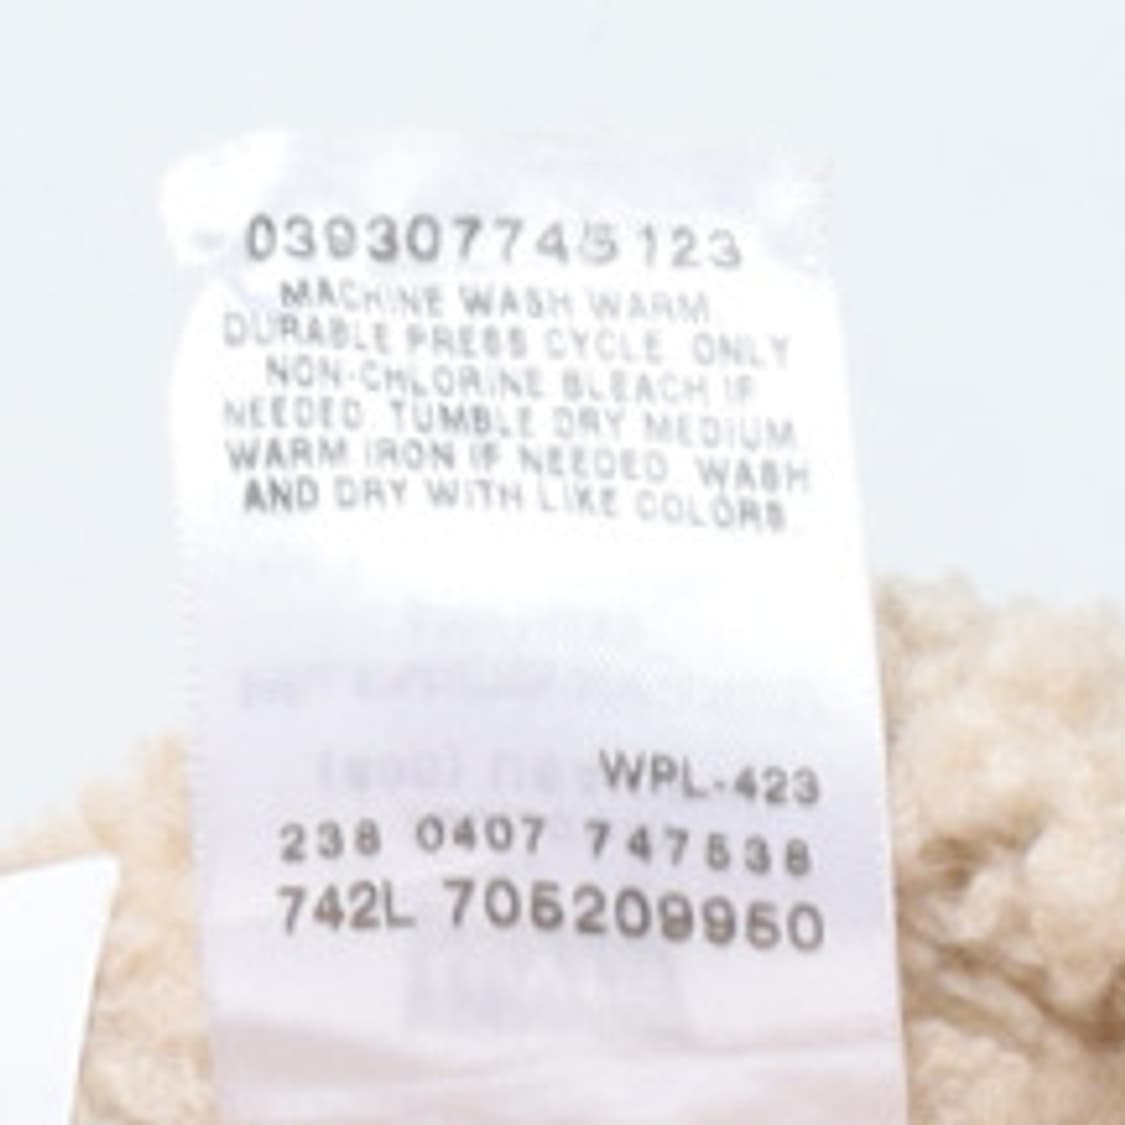 039307745123
MACHINE WASH WARM,
DURABLE PRESS CYCLE. ONLY
NON-CHLORINE BLEACH IF
NEEDED. TUMBLE DRY MEDIUM.
WARM IRON IF NEEDED. WASH
AND DRY WITH LIKE COLORS.
WPL-423
238 0407 747538
742L 705209950